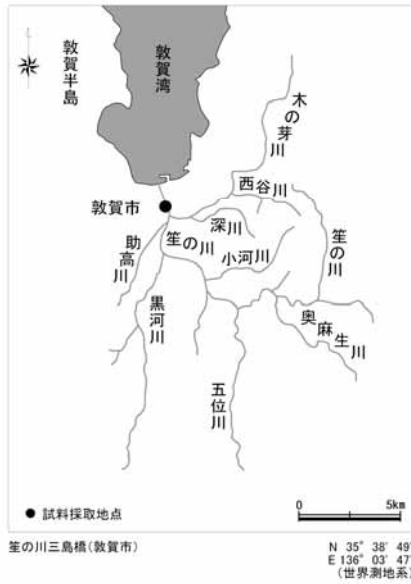 敦賀半島
敦賀湾
木の芽川
西谷川
敦賀市
深川
笙の川
笙の川
助高川
小河川
黒河川
奥麻生川
五位川
● 試料採取地点
0 5km
笙の川三島橋(敦賀市)
N 35° 38′ 49″
E 136° 03′ 47″
(世界測地系)